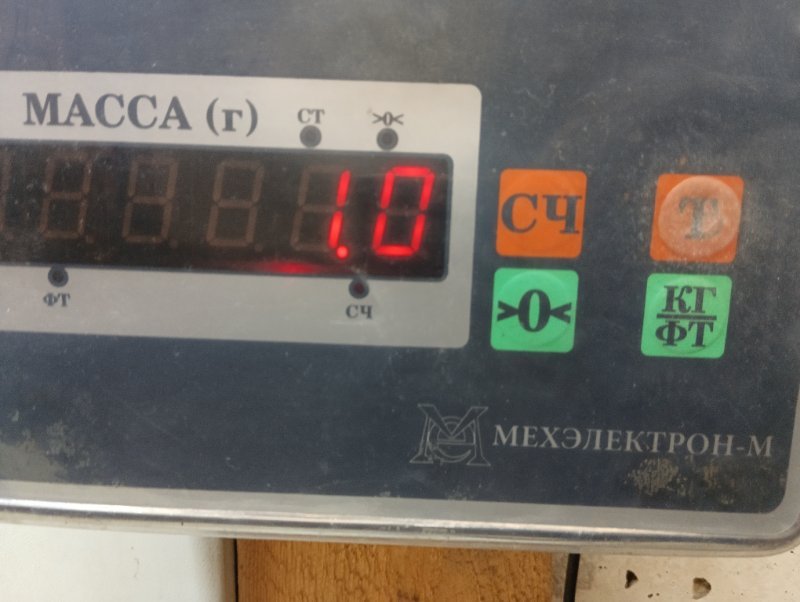 МАССА (г)
СТ
>0<
1.0
ФТ
СЧ
СЧ
Т
>0<
КГ
ФТ
МЕХЭЛЕКТРОН-М